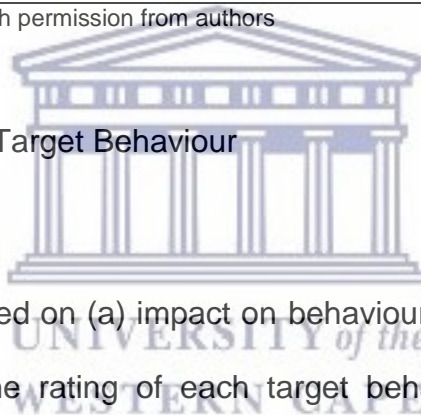 h permission from authors
Target Behaviour
ed on (a) impact on behaviour
UNIVERSITY of the
e rating of each target beh
WESTERN CAPE